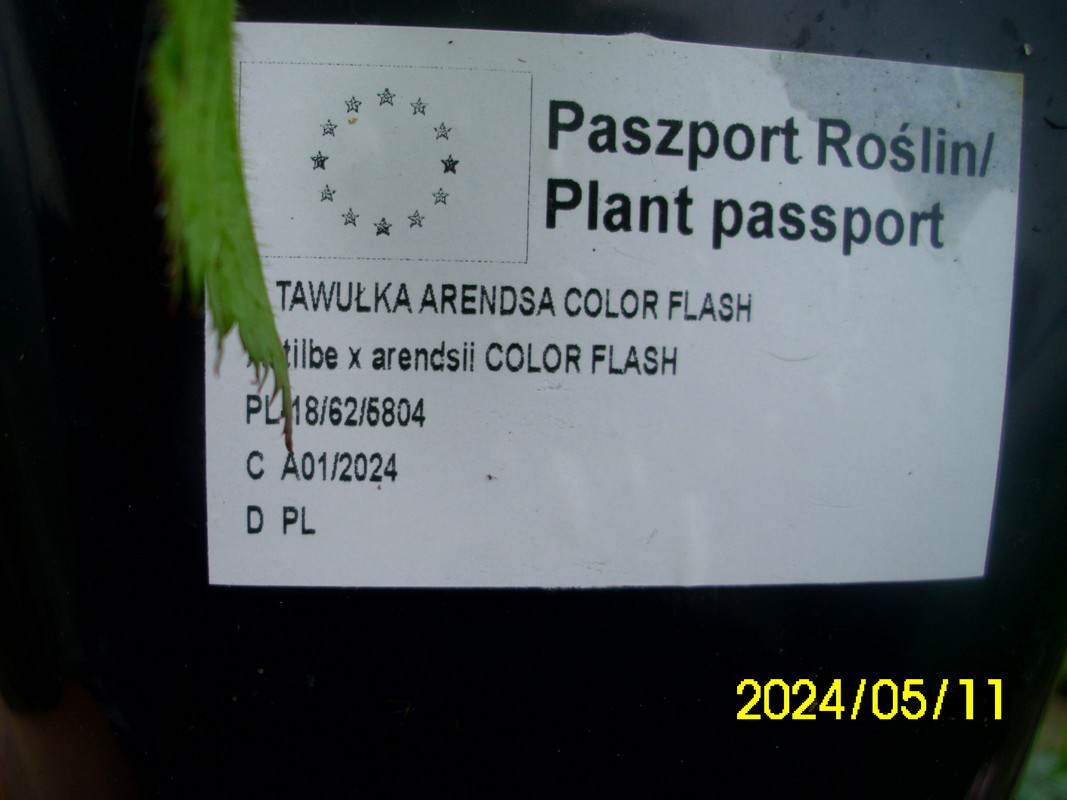 Paszport Roślin/
Plant passport
TAWUŁKA ARENDSA COLOR FLASH
x arendsii COLOR FLASH
PL 18/62/5804
C A01/2024
D PL
2024/05/11